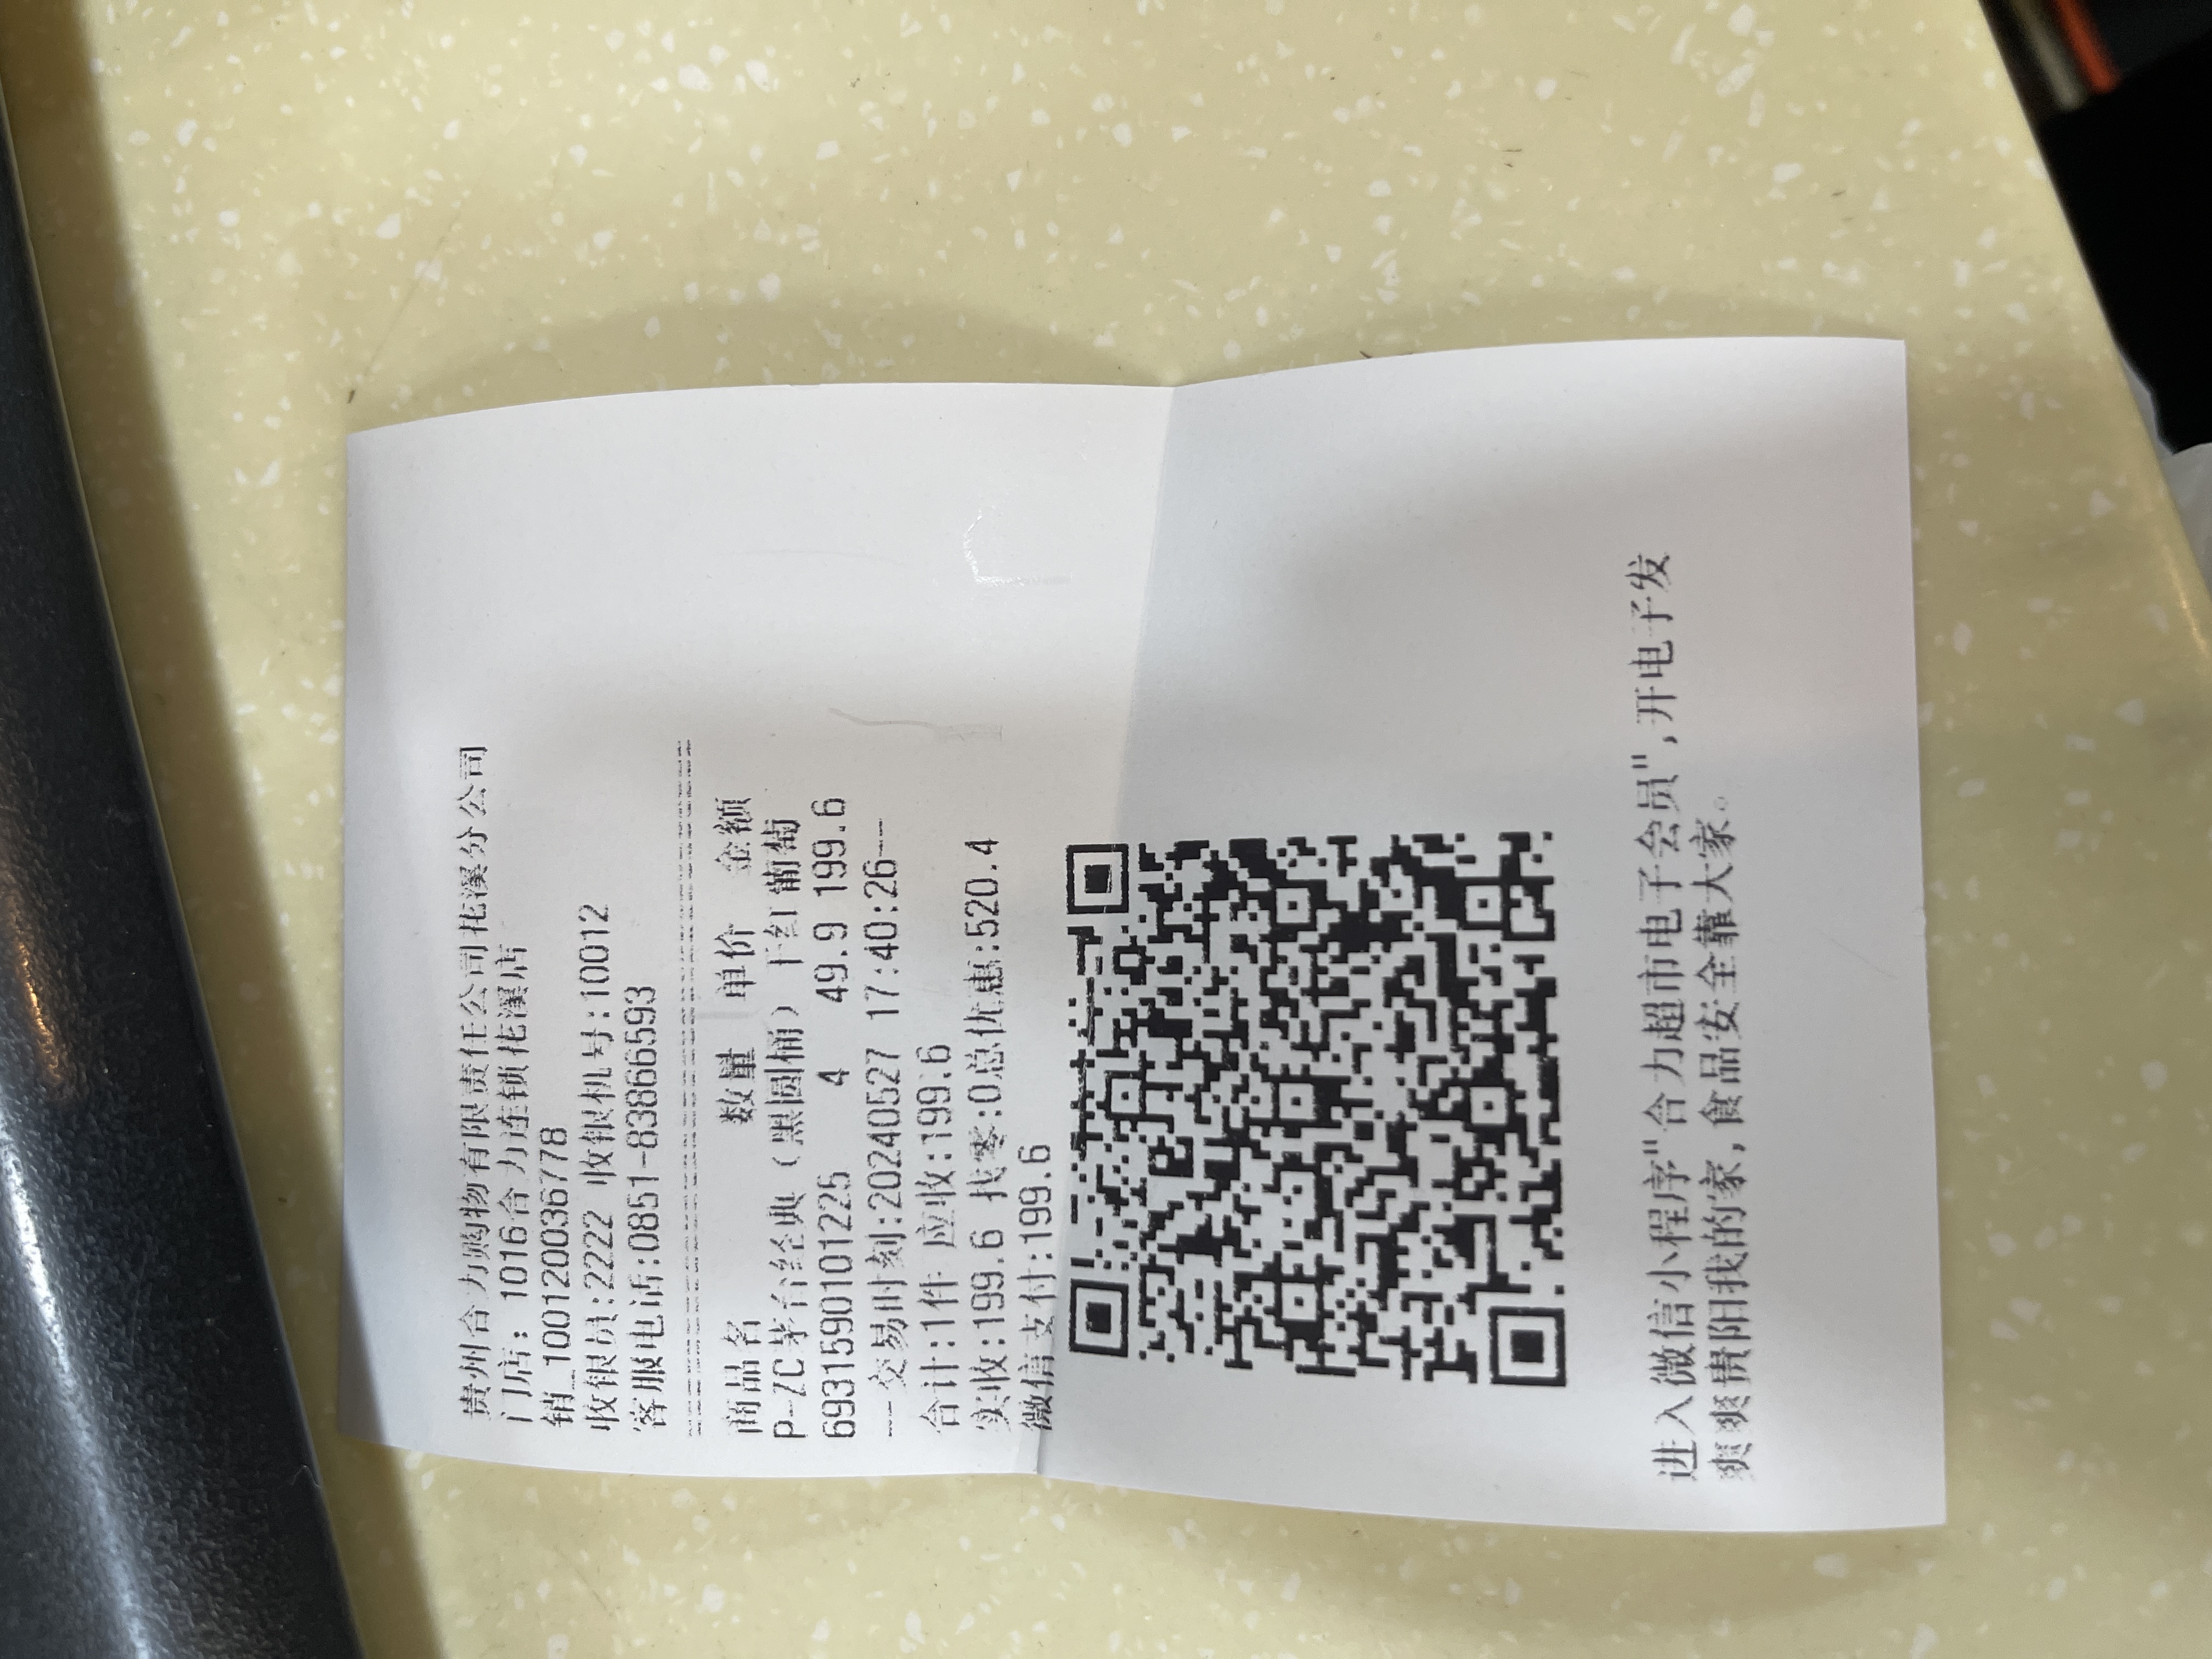 贵州合力购物有限责任公司花溪分公司
门店: 1016合力连锁花溪店
销_100120036778
收银员:2222 收银机号:10012
客服电话:0851-83866593
商品名 数量 单价 金额
P-ZC茅台经典（黑圆桶）干红葡萄
6931590101225 4 49.9 199.6
--交易时刻:20240527 17:40:26--
合计:1件 应收:199.6
实收:199.6 找零:0总优惠:520.4
微信支付:199.6
进入微信小程序"合力超市电子会员",开电子发
爽爽贵阳我的家,食品安全靠大家。